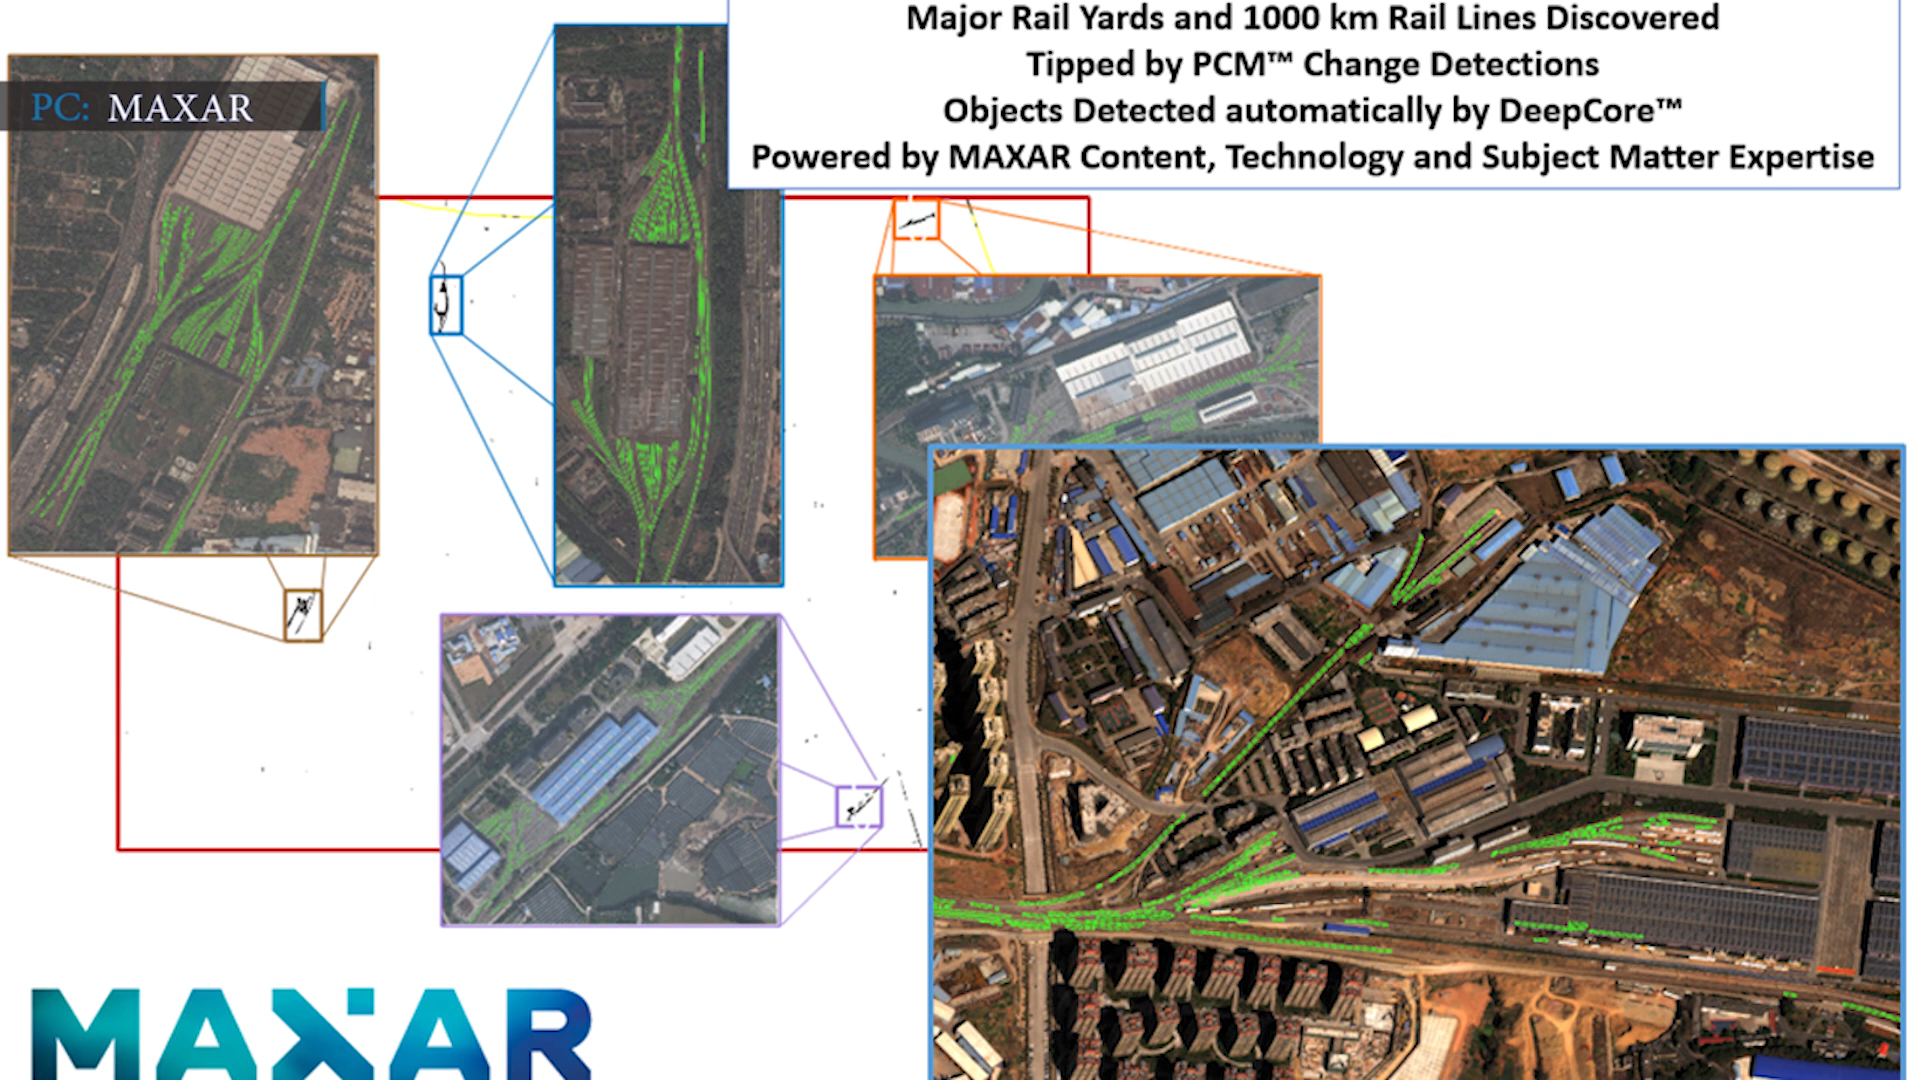 Major Rail Yards and 1000 km Rail Lines Discovered
Tipped by PCM™ Change Detections
Objects Detected automatically by DeepCore™
Powered by MAXAR Content, Technology and Subject Matter Expertise
PC: MAXAR
MAXAR